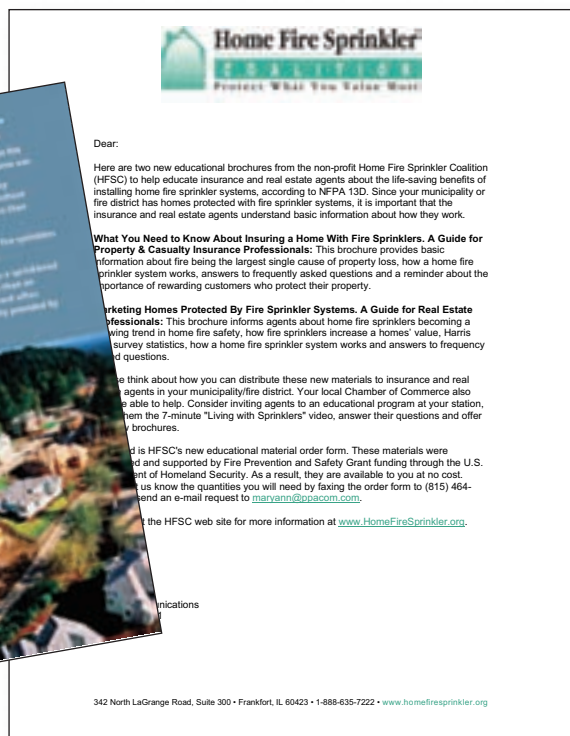 Home Fire Sprinkler
COALITION
Protect What You Value Most
Dear:
Here are two new educational brochures from the non-profit Home Fire Sprinkler Coalition
(HFSC) to help educate insurance and real estate agents about the life-saving benefits of
installing home fire sprinkler systems, according to NFPA 13D. Since your municipality or
fire district has homes protected with fire sprinkler systems, it is important that the
insurance and real estate agents understand basic information about how they work.
What You Need to Know About Insuring a Home With Fire Sprinklers. A Guide for
Property & Casualty Insurance Professionals: This brochure provides basic
information about fire being the largest single cause of property loss, how a home fire
sprinkler system works, answers to frequently asked questions and a reminder about the
importance of rewarding customers who protect their property.
arketing Homes Protected By Fire Sprinkler Systems. A Guide for Real Estate
ofessionals: This brochure informs agents about home fire sprinklers becoming a
wing trend in home fire safety, how fire sprinklers increase a homes' value, Harris
survey statistics, how a home fire sprinkler system works and answers to frequency
d questions.
e think about how you can distribute these new materials to insurance and real
agents in your municipality/fire district. Your local Chamber of Commerce also
e able to help. Consider inviting agents to an educational program at your station,
hem the 7-minute "Living with Sprinklers" video, answer their questions and offer
brochures.
d is HFSC's new educational material order form. These materials were
ed and supported by Fire Prevention and Safety Grant funding through the U.S.
ent of Homeland Security. As a result, they are available to you at no cost.
us know the quantities you will need by faxing the order form to (815) 464-
send an e-mail request to maryann@ppacom.com.
t the HFSC web site for more information at www.HomeFireSprinkler.org.
unications
342 North LaGrange Road, Suite 300 • Frankfort, IL 60423 • 1-888-635-7222 • www.homefiresprinkler.org